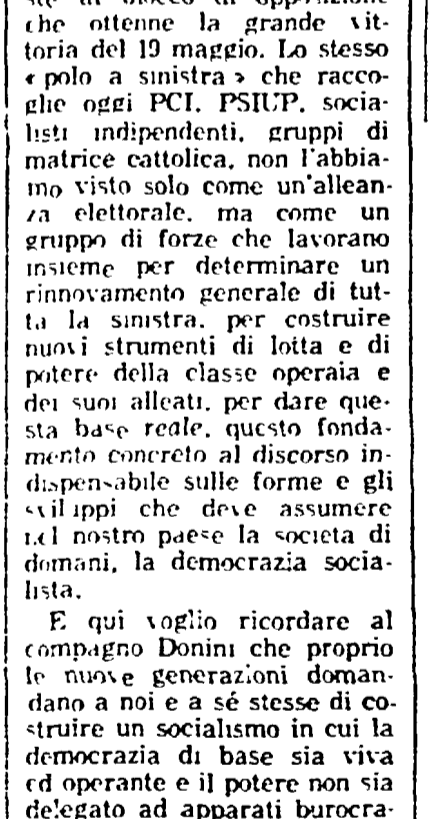 che ottenne la grande vit-
toria del 19 maggio. Lo stesso
« polo a sinistra » che racco-
glie oggi PCI, PSIUP, socia-
listi indipendenti, gruppi di
matrice cattolica, non l'abbia-
mo visto solo come un'allean-
za elettorale, ma come un
gruppo di forze che lavorano
insieme per determinare un
rinnovamento generale di tut-
ta la sinistra, per costruire
nuovi strumenti di lotta e di
potere della classe operaia e
dei suoi alleati, per dare que-
sta base reale, questo fonda-
mento concreto al discorso in-
dispensabile sulle forme e gli
sviluppi che deve assumere
nel nostro paese la società di
domani, la democrazia socia-
lista.
E qui voglio ricordare al
compagno Donini che proprio
le nuove generazioni doman-
dano a noi e a sé stesse di co-
struire un socialismo in cui la
democrazia di base sia viva
ed operante e il potere non sia
delegato ad apparati burocra-